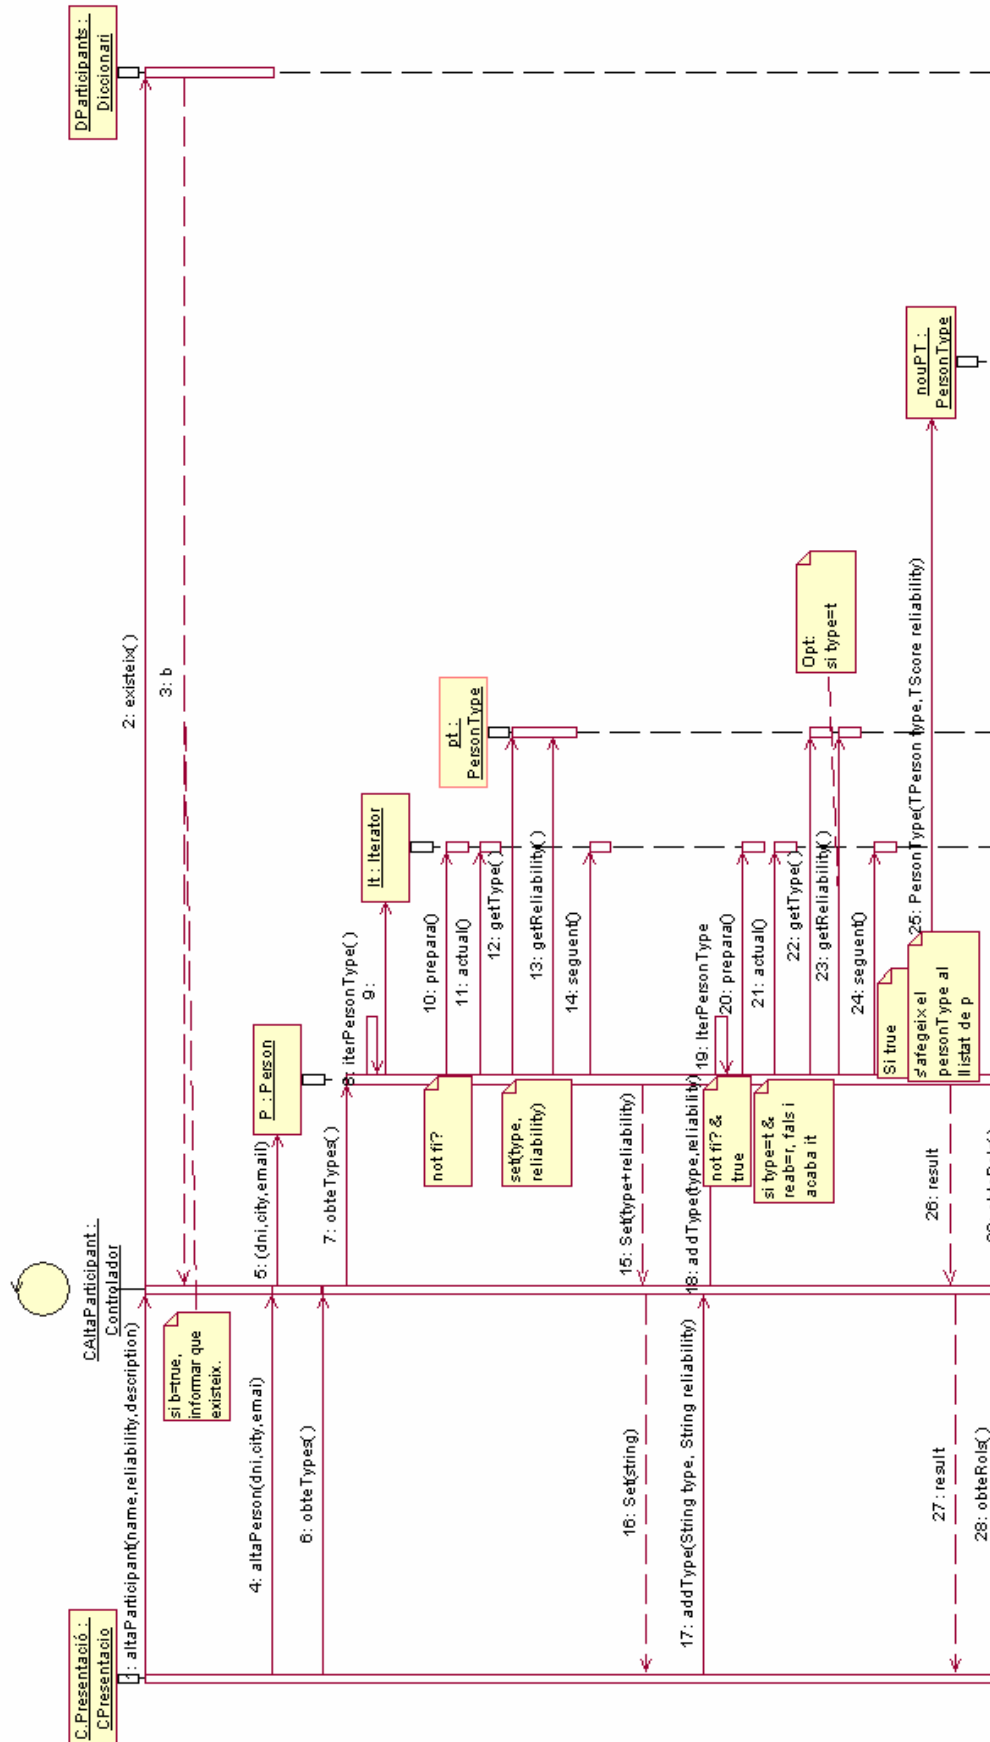 C.Presentació :
CPresentacio
CAltaParticipant :
Controlador
DParticipants :
Diccionari
1: altaParticipant(name,reliability,description)
2: existeix()
3: b
si b=true,
informar que
existeix.
4: altaPerson(dni,city,emai)
5: (dni,city,email)
P : Person
6: obteTypes()
7: obteTypes()
8: iterPersonType()
9:
It : Iterator
10: prepara()
not fi?
11: actual()
pt :
PersonType
12: getType()
set(type,
reliability)
13: getReliability()
14: seguent()
15: Set(type+reliability)
16: Set(string)
17: addType(String type, String reliability)
18: addType(type,reliability)
19: IterPersonType
not fi? &
true
20: prepara()
21: actual()
si type=t &
reab=r, fals i
acaba it
22: getType()
Opt:
si type=t
23: getReliability()
24: seguent()
Si true
s'afegeix el
personType al
llistat de p
25: PersonType(TPerson type,TScore reliability)
nouPT :
PersonType
26: result
27: result
28: obteRols()